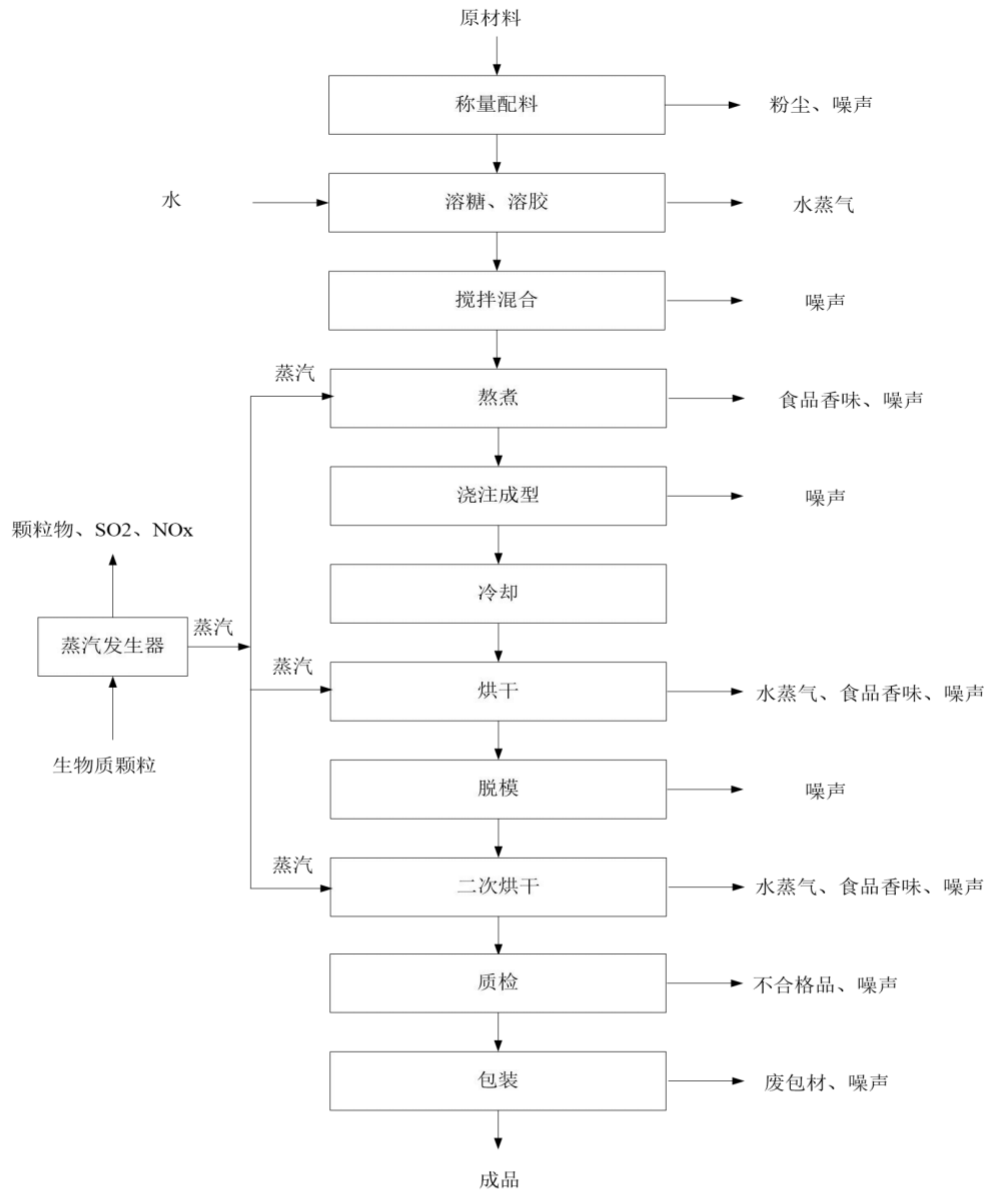 原材料
称量配料
粉尘、噪声
水
溶糖、溶胶
水蒸气
搅拌混合
噪声
蒸汽
熬煮
食品香味、噪声
浇注成型
噪声
颗粒物、SO2、NOx
冷却
蒸汽发生器
蒸汽
蒸汽
烘干
水蒸气、食品香味、噪声
生物质颗粒
脱模
噪声
蒸汽
二次烘干
水蒸气、食品香味、噪声
质检
不合格品、噪声
包装
废包材、噪声
成品